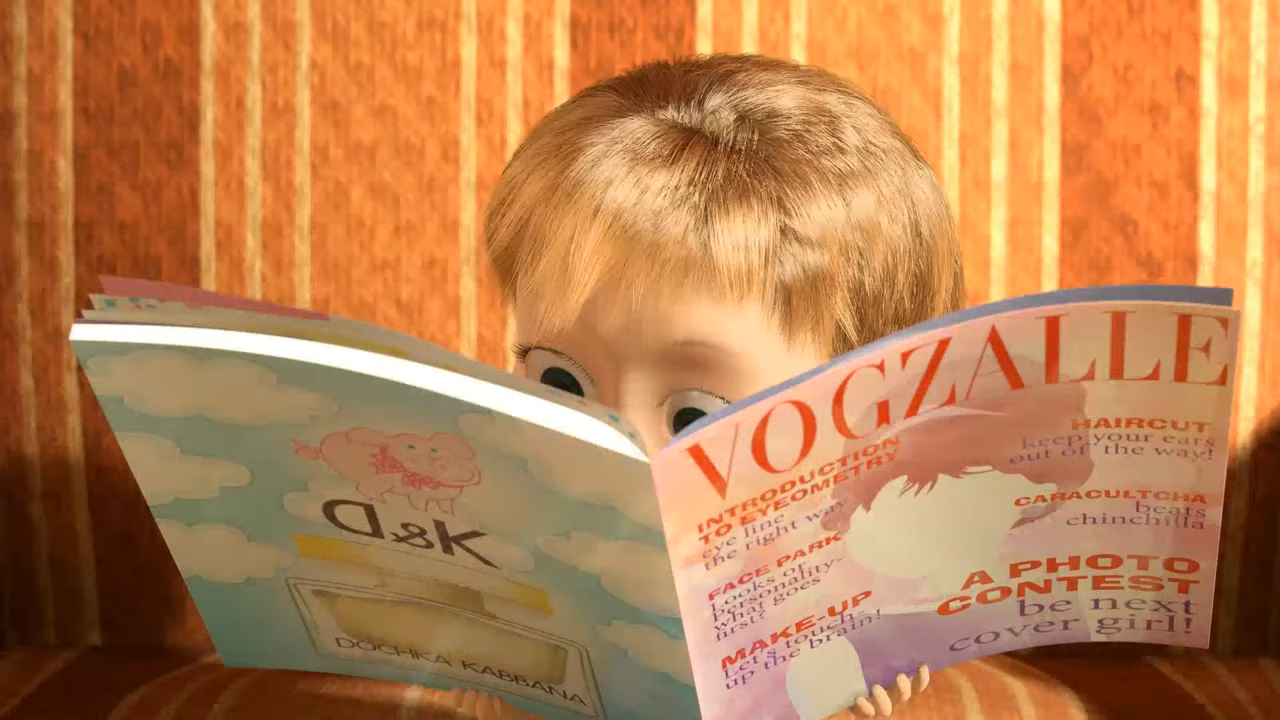 D&K
DOCHKA KABBANA
VOGZALLE
INTRODUCTION
TO EYEOMETRY
eye line
the right way
FACE PARK
Looks or
personality-
what goes
first?
MAKE-UP
Let's touch-
up the brain!
HAIRCUT
keep your ears
out of the way!
CARACULTCHA
beats
chinchilla
A PHOTO
CONTEST
be next
cover girl!